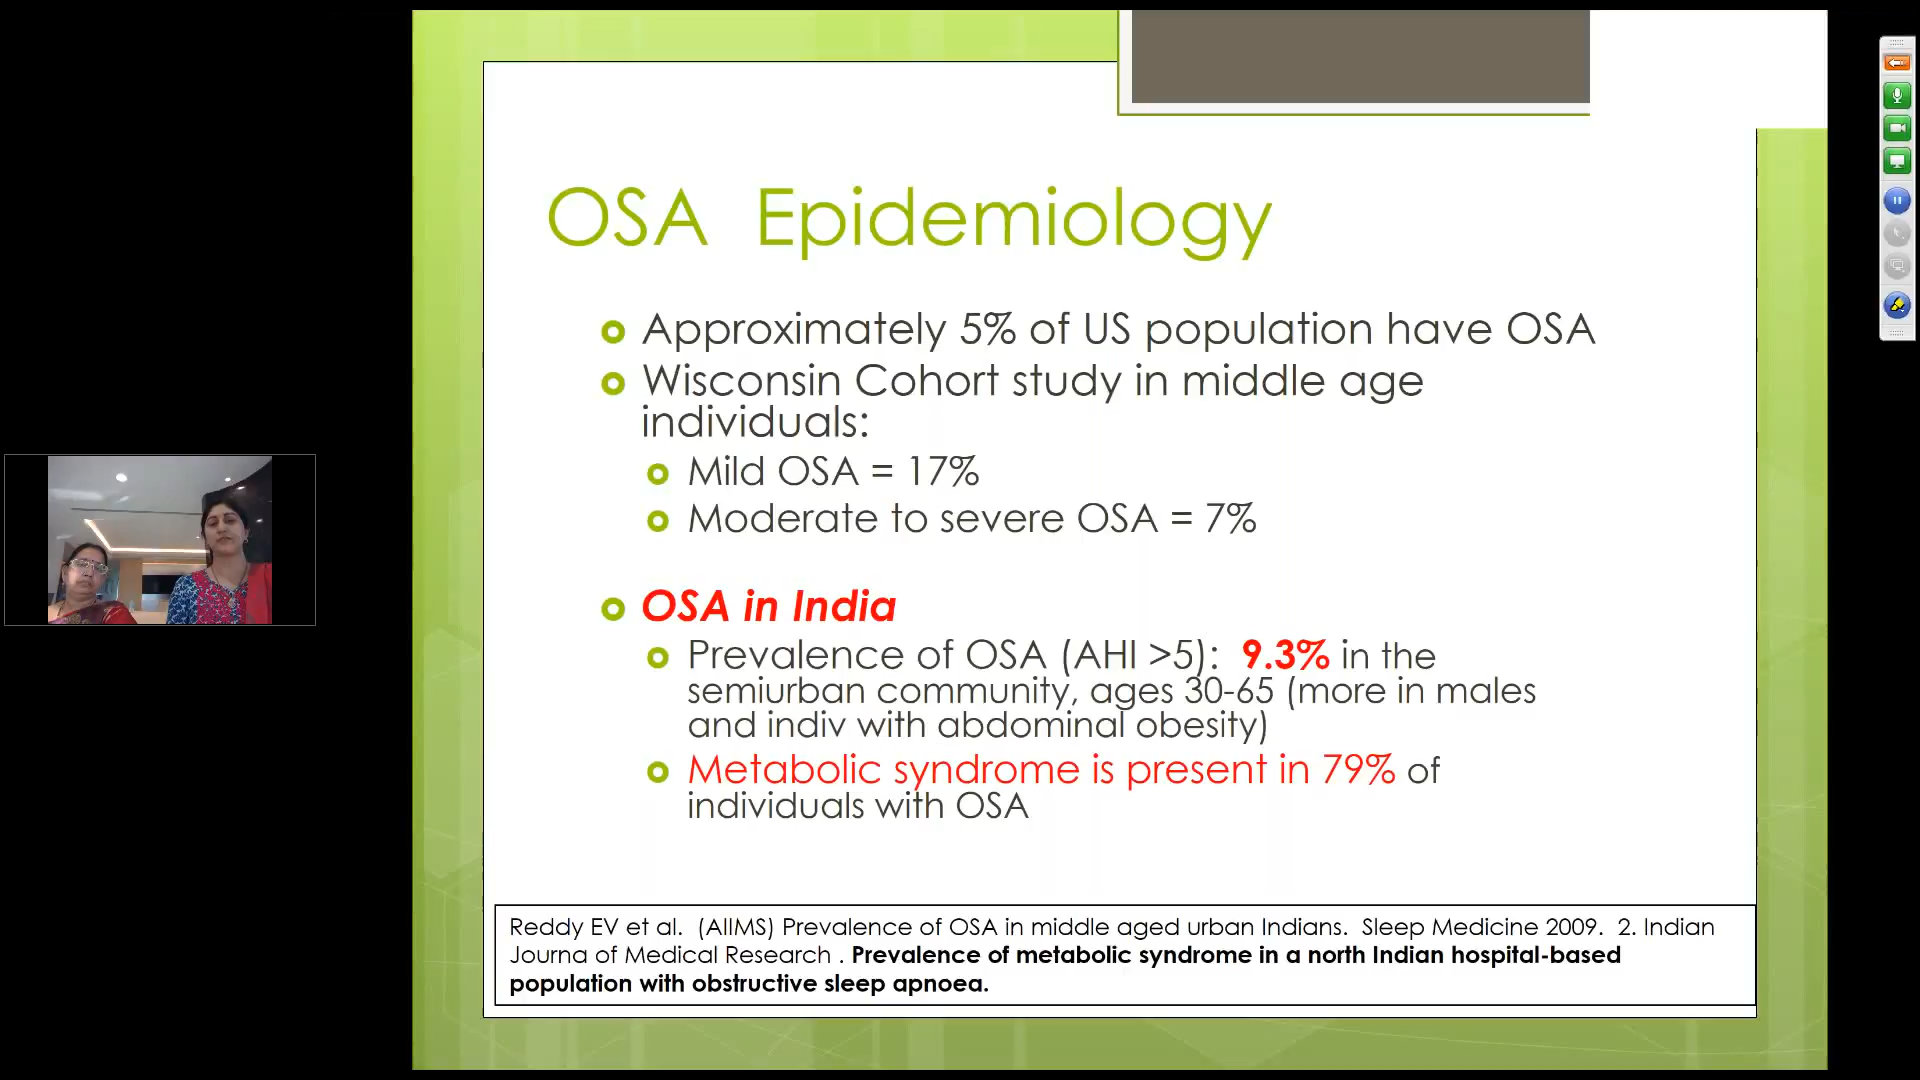 OSA Epidemiology
Approximately 5% of US population have OSA
Wisconsin Cohort study in middle age
individuals:
Mild OSA = 17%
Moderate to severe OSA = 7%
OSA in India
Prevalence of OSA (AHI >5): 9.3% in the
semiurban community, ages 30-65 (more in males
and indiv with abdominal obesity)
Metabolic syndrome is present in 79% of
individuals with OSA
Reddy EV et al. (AIIMS) Prevalence of OSA in middle aged urban Indians. Sleep Medicine 2009. 2. Indian
Journa of Medical Research . Prevalence of metabolic syndrome in a north Indian hospital-based
population with obstructive sleep apnoea.